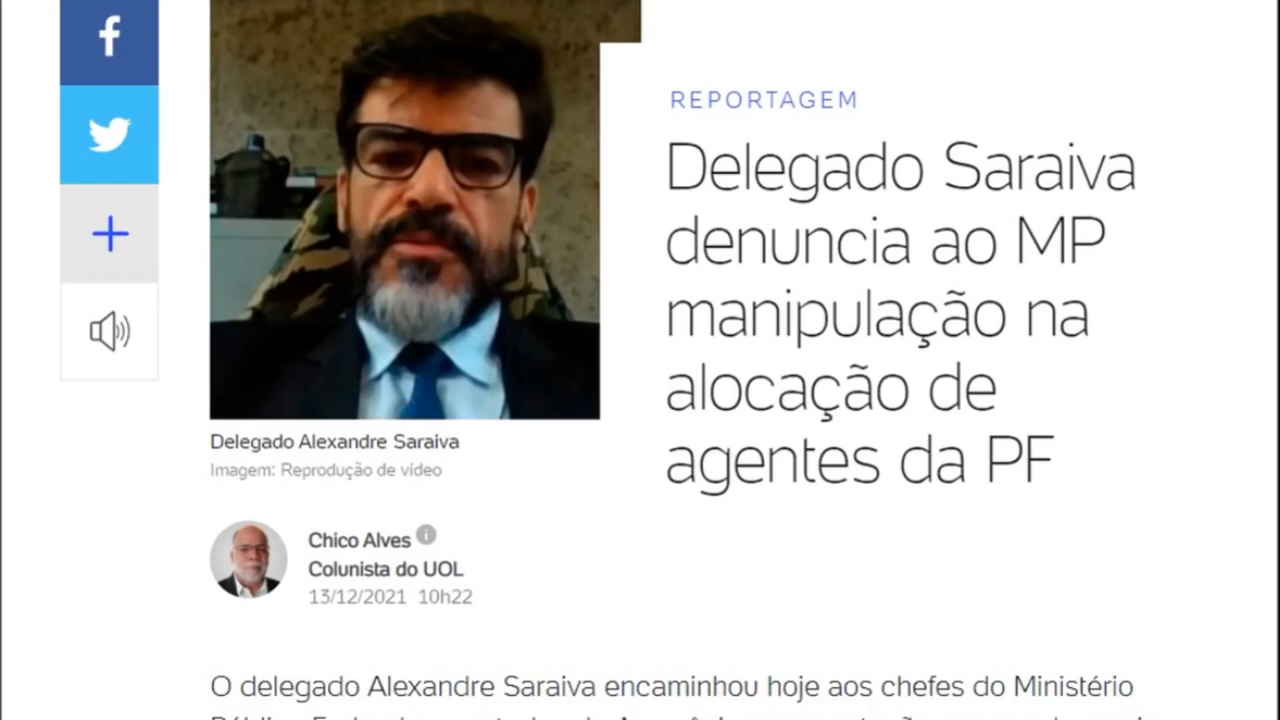 REPORTAGEM
Delegado Saraiva
denuncia ao MP
manipulação na
alocação de
agentes da PF
Delegado Alexandre Saraiva
Imagem: Reprodução de vídeo
Chico Alves
Colunista do UOL
13/12/2021 10h22
O delegado Alexandre Saraiva encaminhou hoje aos chefes do Ministério